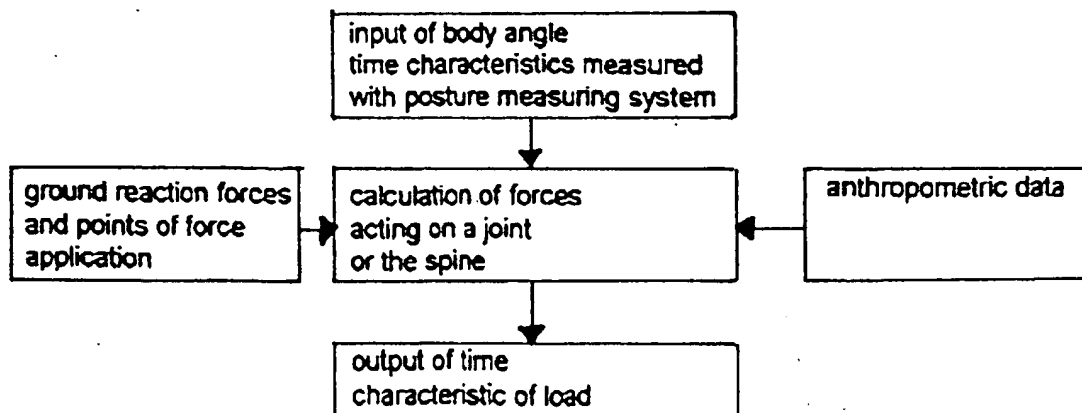 input of body angle
time characteristics measured
with posture measuring system
ground reaction forces
and points of force
application
calculation of forces
acting on a joint
or the spine
anthropometric data
output of time
characteristic of load